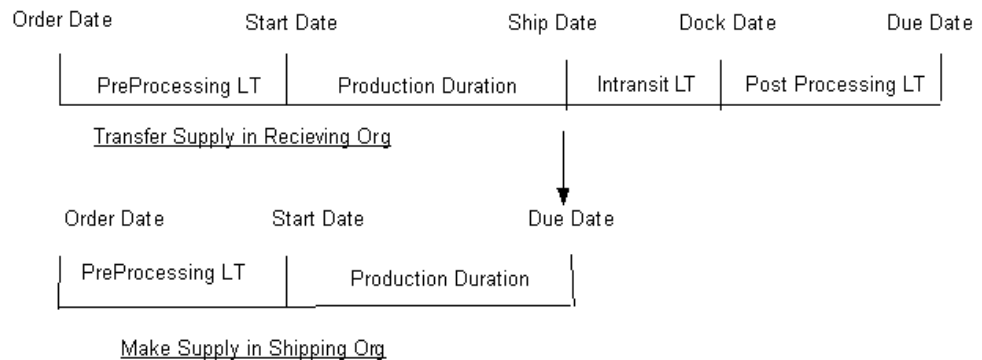 Order Date Start Date Ship Date Dock Date Due Date
PreProcessing LT Production Duration Intransit LT Post Processing LT
Transfer Supply in Recieving Org
Order Date Start Date Due Date
PreProcessing LT Production Duration
Make Supply in Shipping Org